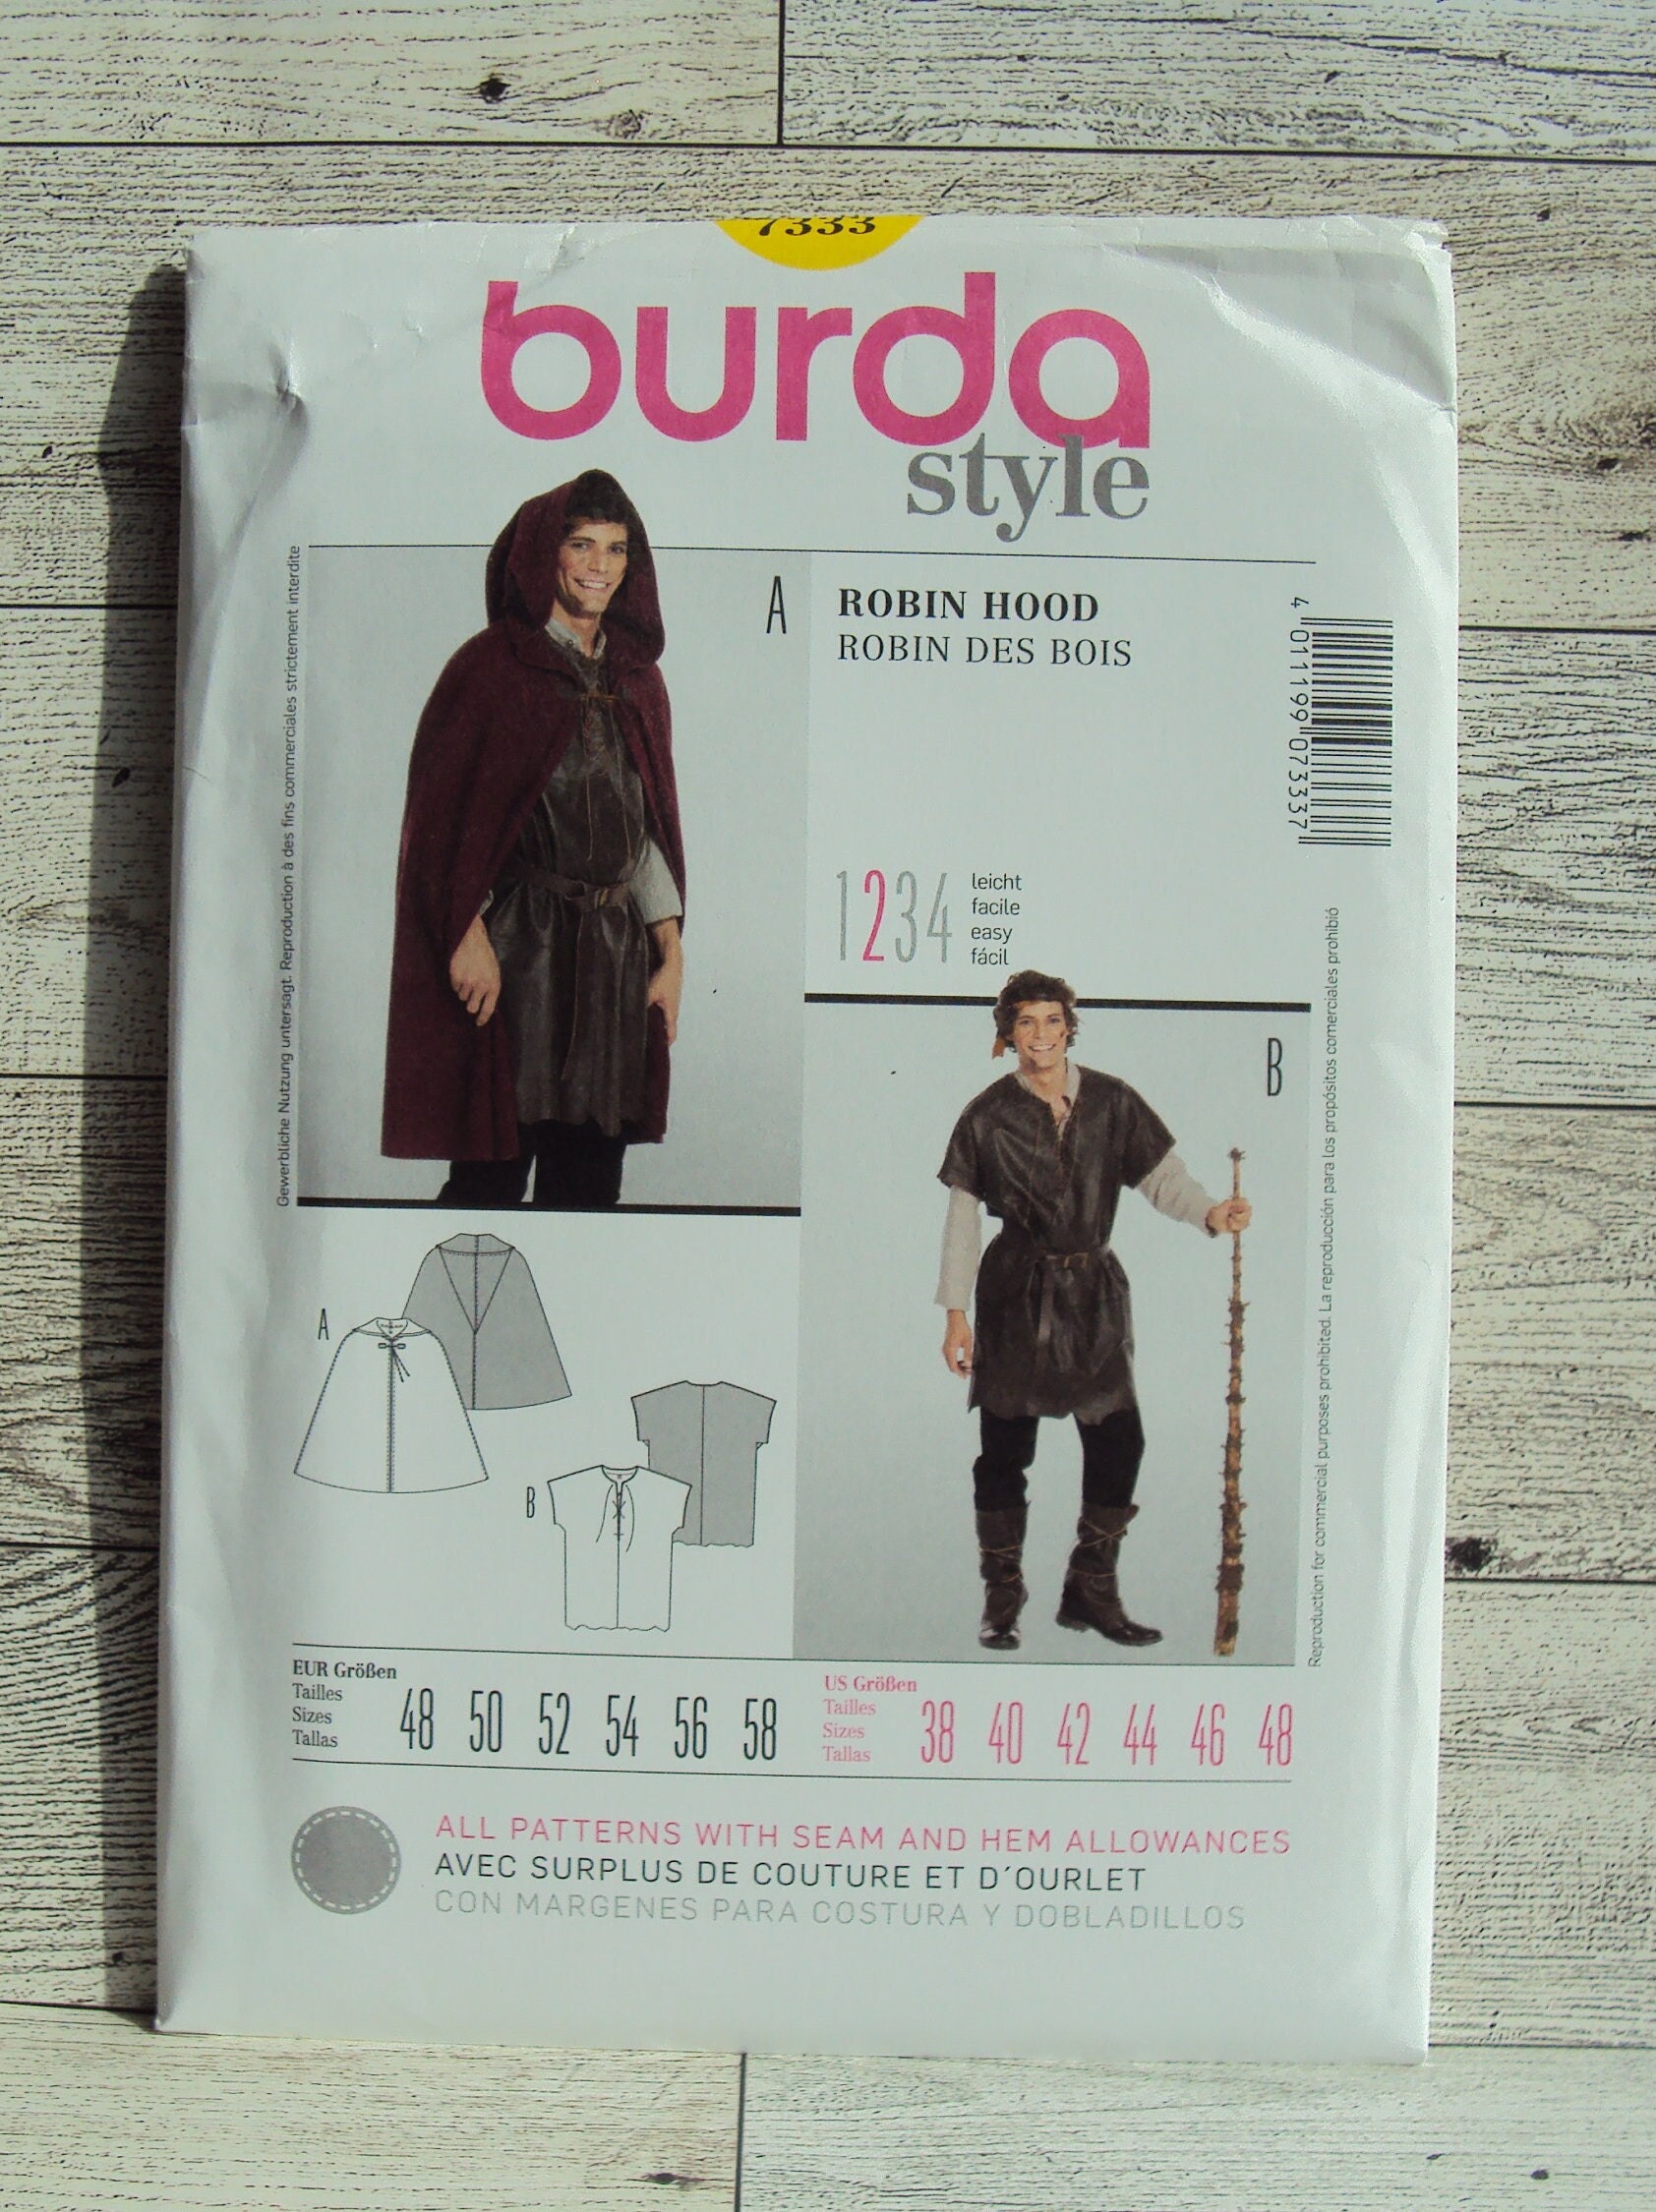 7333
burda
style
A
ROBIN HOOD
ROBIN DES BOIS
4 011199 073337
1 2 3 4
leicht
facile
easy
fácil
B
Gewerbliche Nutzung untersagt. Reproduction à des fins commerciales strictement interdite
Reproduction for commercial purposes prohibited. La reproducción para los propósitos comerciales prohibió
A
B
EUR Größen
Tailles
Sizes
Tallas
48 50 52 54 56 58
US Größen
Tailles
Sizes
Tallas
38 40 42 44 46 48
ALL PATTERNS WITH SEAM AND HEM ALLOWANCES
AVEC SURPLUS DE COUTURE ET D'OURLET
CON MARGENES PARA COSTURA Y DOBLADILLOS